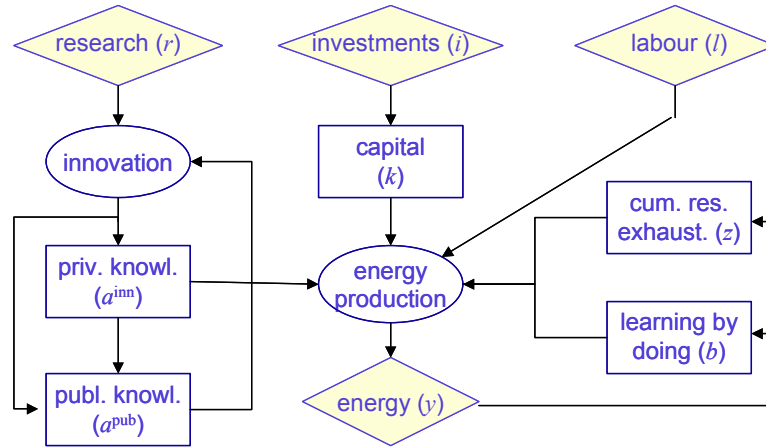 research (r)
investments (i)
labour (l)
innovation
capital
(k)
cum. res.
exhaust. (z)
priv. knowl.
(a^inn)
energy
production
learning by
doing (b)
publ. knowl.
(a^pub)
energy (y)